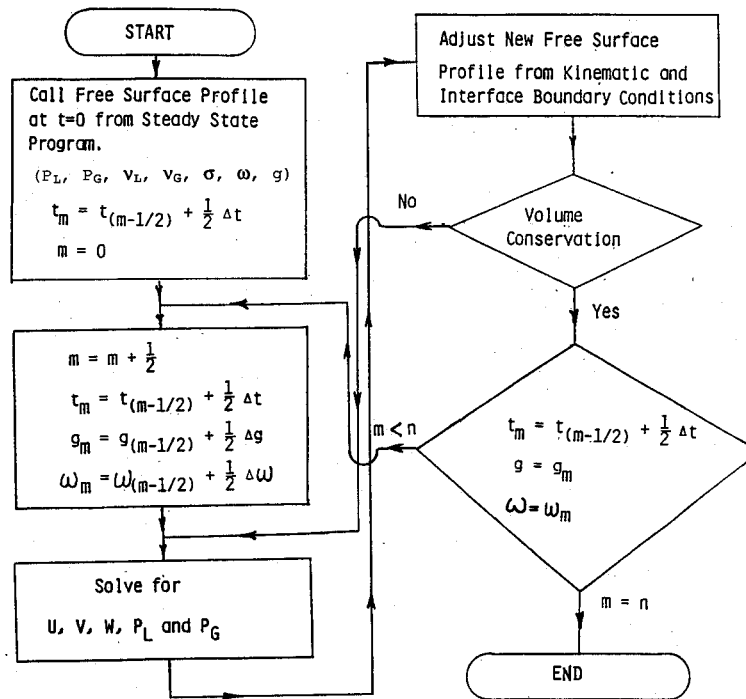 START
Call Free Surface Profile
at t=0 from Steady State
Program.
(P_L, P_G, ν_L, ν_G, σ, ω, g)
t_m = t_(m-1/2) + 1/2 Δt
m = 0
m = m + 1/2
t_m = t_(m-1/2) + 1/2 Δt
g_m = g_(m-1/2) + 1/2 Δg
ω_m = ω_(m-1/2) + 1/2 Δω
Solve for
U, V, W, P_L and P_G
Adjust New Free Surface
Profile from Kinematic and
Interface Boundary Conditions
Volume
Conservation
No
Yes
t_m = t_(m-1/2) + 1/2 Δt
g = g_m
ω = ω_m
m < n
m = n
END